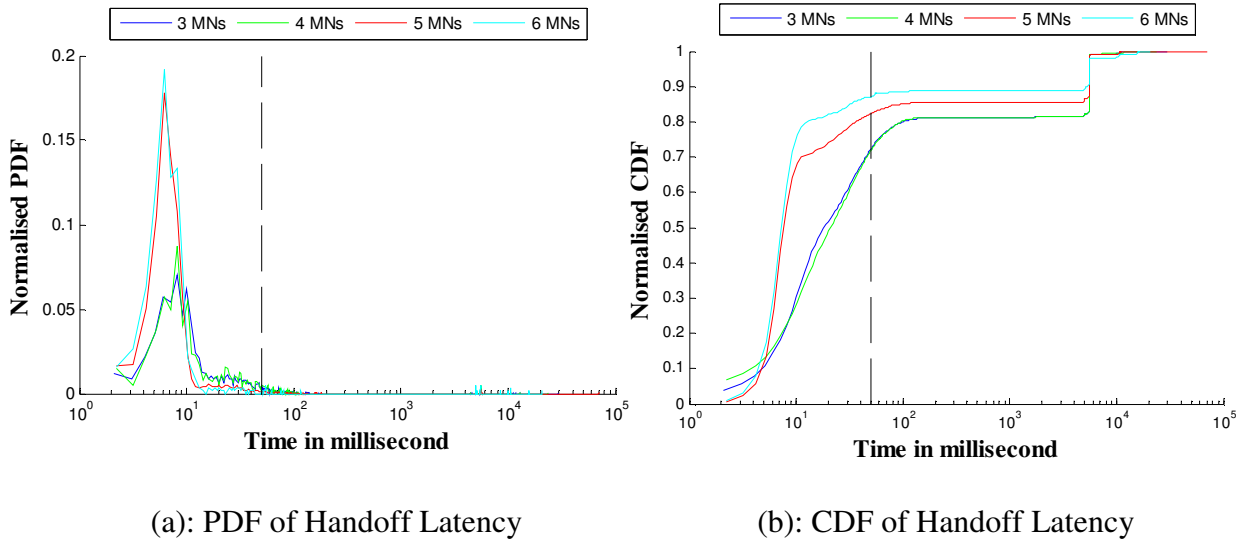 3 MNs 4 MNs 5 MNs 6 MNs
0.2
0.15
0.1
0.05
0
10^0 10^1 10^2 10^3 10^4 10^5
Normalised PDF
Time in millisecond
(a): PDF of Handoff Latency
3 MNs 4 MNs 5 MNs 6 MNs
1
0.9
0.8
0.7
0.6
0.5
0.4
0.3
0.2
0.1
0
10^0 10^1 10^2 10^3 10^4 10^5
Normalised CDF
Time in millisecond
(b): CDF of Handoff Latency